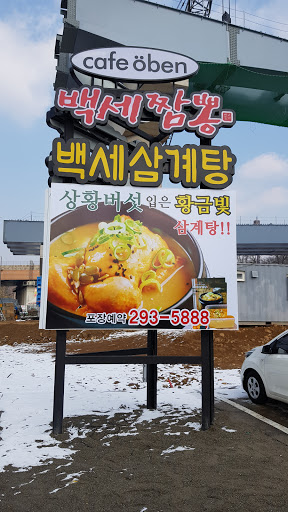 cafe öben
백세짬뽕
백세삼계탕
상황버섯 입은 황금빛
삼계탕!!
포장예약 293-5888